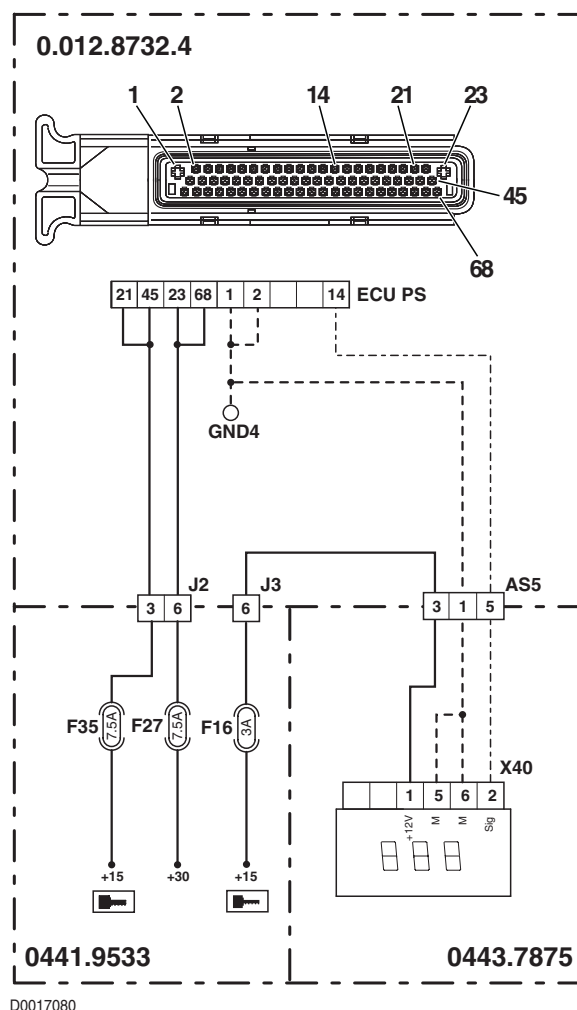 0.012.8732.4
1 2 14 21 23
45
68
21 45 23 68 1 2 14 ECU PS
GND4
J2 J3 AS5
3 6 6 3 1 5
F35 7.5A F27 7.5A F16 3A
X40
1 5 6 2
+12V M M Sig
+15 +30 +15
0441.9533 0443.7875
D0017080